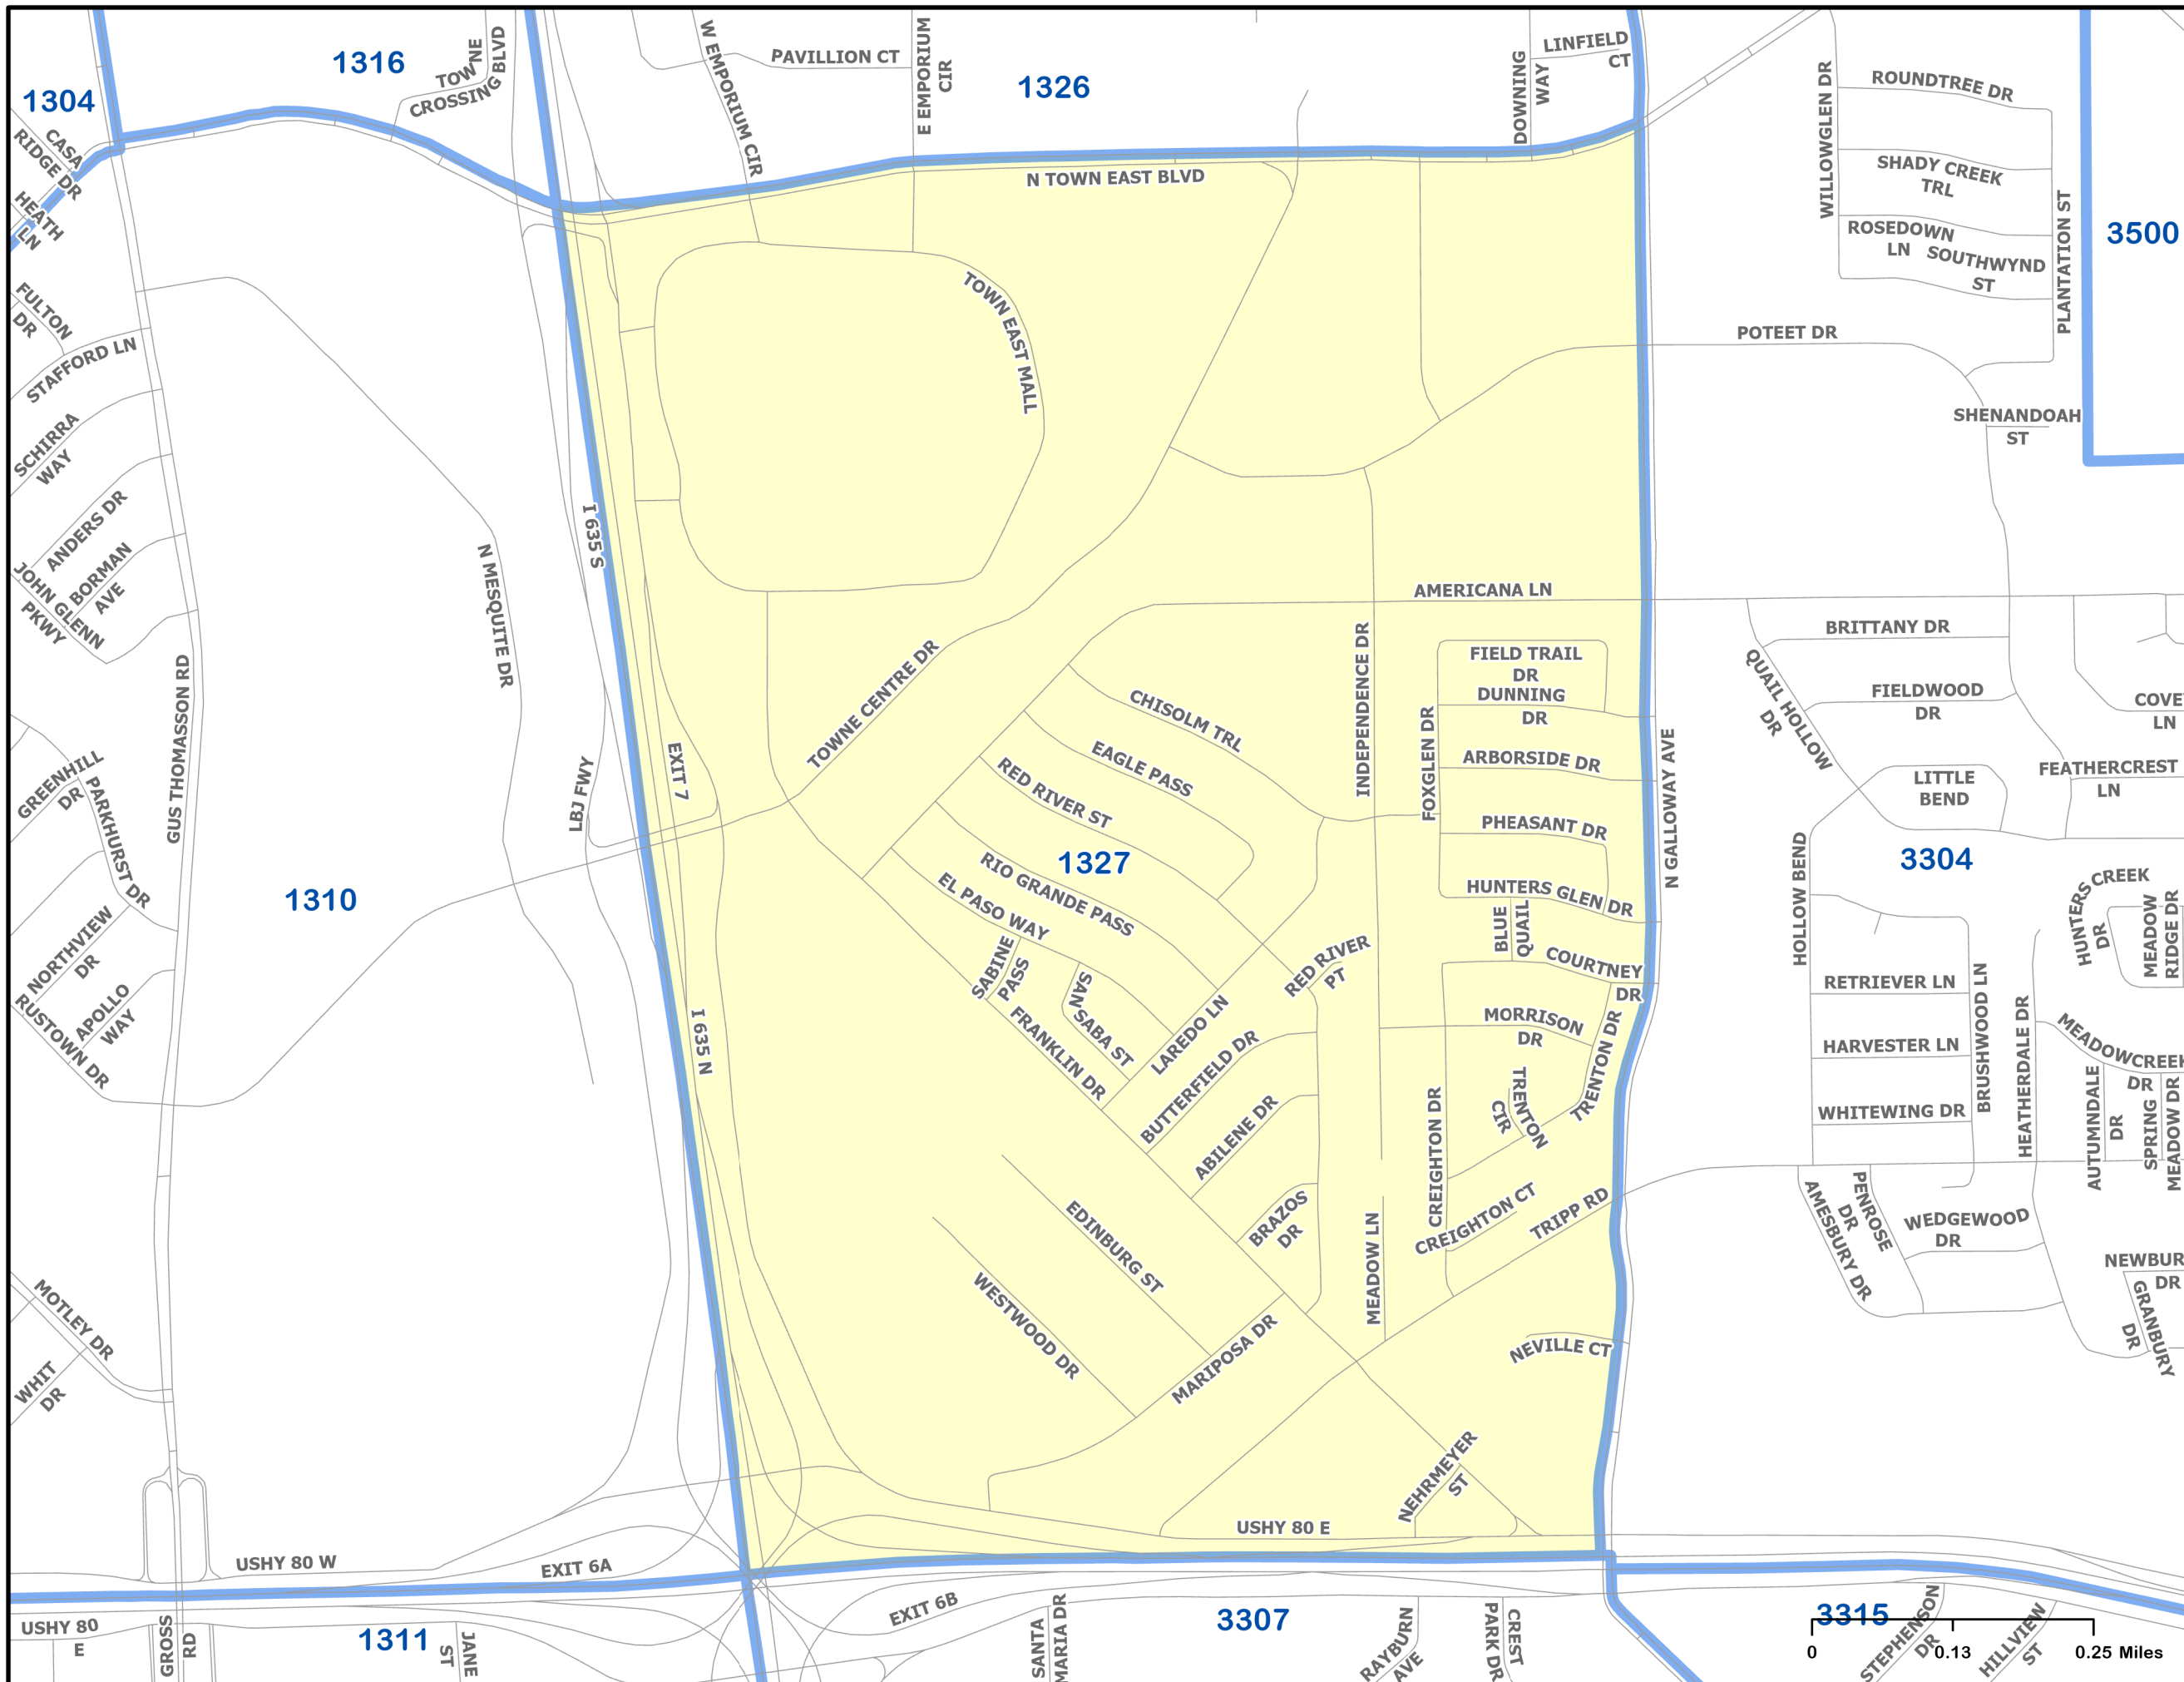 1316
TOWNE
CROSSING BLVD
1304
CASA
RIDGE DR
HEATH
LN
W EMPORIUM CIR
PAVILLION CT
E EMPORIUM
CIR
1326
DOWNING
WAY
LINFIELD
CT
WILLOWGLEN DR
ROUNDTREE DR
SHADY CREEK
TRL
ROSEDOWN
LN
SOUTHWYND
ST
PLANTATION ST
3500
N TOWN EAST BLVD
TOWN EAST MALL
POTEET DR
SHENANDOAH
ST
FULTON
DR
STAFFORD LN
SCHIRRA
WAY
ANDERS DR
BORMAN
AVE
JOHN GLENN
PKWY
GUS THOMASSON RD
N MESQUITE DR
I 635 S
LBJ FWY
EXIT 7
TOWNE CENTRE DR
AMERICANA LN
INDEPENDENCE DR
FIELD TRAIL
DR
DUNNING
DR
FOXGLEN DR
ARBORSIDE DR
PHEASANT DR
HUNTERS GLEN DR
N GALLOWAY AVE
BRITTANY DR
QUAIL HOLLOW
DR
FIELDWOOD
DR
COVE
LN
LITTLE
BEND
FEATHERCREST
LN
3304
CHISOLM TRL
EAGLE PASS
RED RIVER ST
1327
RIO GRANDE PASS
EL PASO WAY
SABINE
PASS
SAN
SABA ST
FRANKLIN DR
LAREDO LN
RED RIVER
PT
BUTTERFIELD DR
ABILENE DR
BRAZOS
DR
BLUE
QUAIL
COURTNEY
DR
MORRISON
DR
TRENTON DR
TRENTON
CIR
CREIGHTON DR
CREIGHTON CT
TRIPP RD
MEADOW LN
HOLLOW BEND
RETRIEVER LN
HARVESTER LN
WHITEWING DR
BRUSHWOOD LN
HEATHERDALE DR
HUNTERS CREEK
DR
MEADOW
RIDGE DR
MEADOWCREEK
DR
AUTUMNDALE
DR
SPRING
MEADOW DR
AMESBURY DR
PENROSE
DR
WEDGEWOOD
DR
NEWBUR
DR
GRANBURY
DR
GREENHILL
DR
PARKHURST DR
1310
NORTHVIEW
DR
APOLLO
WAY
RUSTOWN DR
I 635 N
EDINBURG ST
WESTWOOD DR
MARIPOSA DR
NEVILLE CT
NEHRMEYER
ST
MOTLEY DR
WHIT
DR
USHY 80 W
EXIT 6A
USHY 80 E
USHY 80
E
GROSS
RD
1311
JANE
ST
EXIT 6B
SANTA
MARIA DR
3307
RAYBURN
AVE
CREST
PARK DR
3315
STEPHENSON
DR
HILLVIEW
ST
0
0.13
0.25 Miles